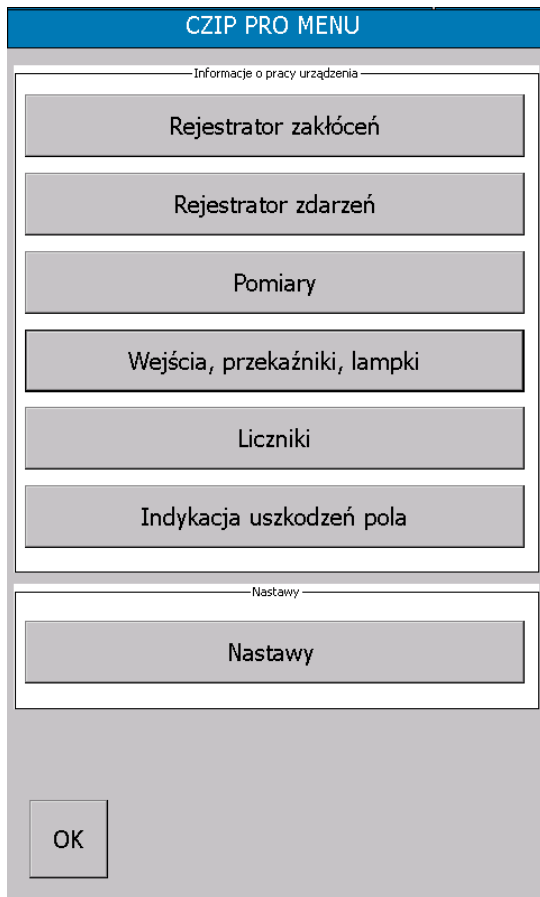 CZIP PRO MENU
Informacje o pracy urządzenia
Rejestrator zakłóceń
Rejestrator zdarzeń
Pomiary
Wejścia, przekaźniki, lampki
Liczniki
Indykacja uszkodzeń pola
Nastawy
Nastawy
OK